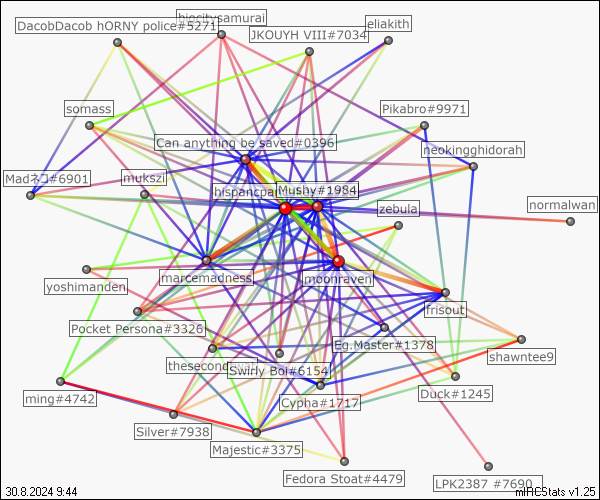 DacobDacob hORNY police#5271
bigcitysamurai
JKOUYH VIII#7034
eliakith
somass
Pikabro#9971
Can anything be saved#0396
neokingghidorah
Madネコ#6901
mukszi
Mushy#1984
normalwan
zebula
marcemadness
moonraven
yoshimanden
frisout
Pocket Persona#3326
Eg.Master#1378
shawntee9
Swirly Boi#6154
ming#4742
Cypha#1717
Duck#1245
Silver#7938
Majestic#3375
Fedora Stoat#4479
LPK2387 #7690
30.8.2024 9:44
mIRCStats v1.25